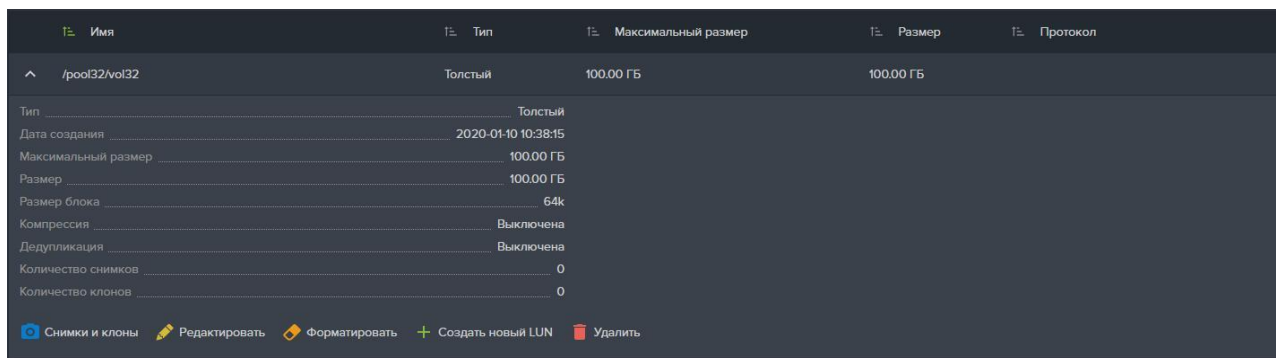 Имя Тип Максимальный размер Размер Протокол
/pool32/vol32 Толстый 100.00 ГБ 100.00 ГБ
Тип Толстый
Дата создания 2020-01-10 10:38:15
Максимальный размер 100.00 ГБ
Размер 100.00 ГБ
Размер блока 64k
Компрессия Выключена
Дедупликация Выключена
Количество снимков 0
Количество клонов 0
Снимки и клоны Редактировать Форматировать Создать новый LUN Удалить